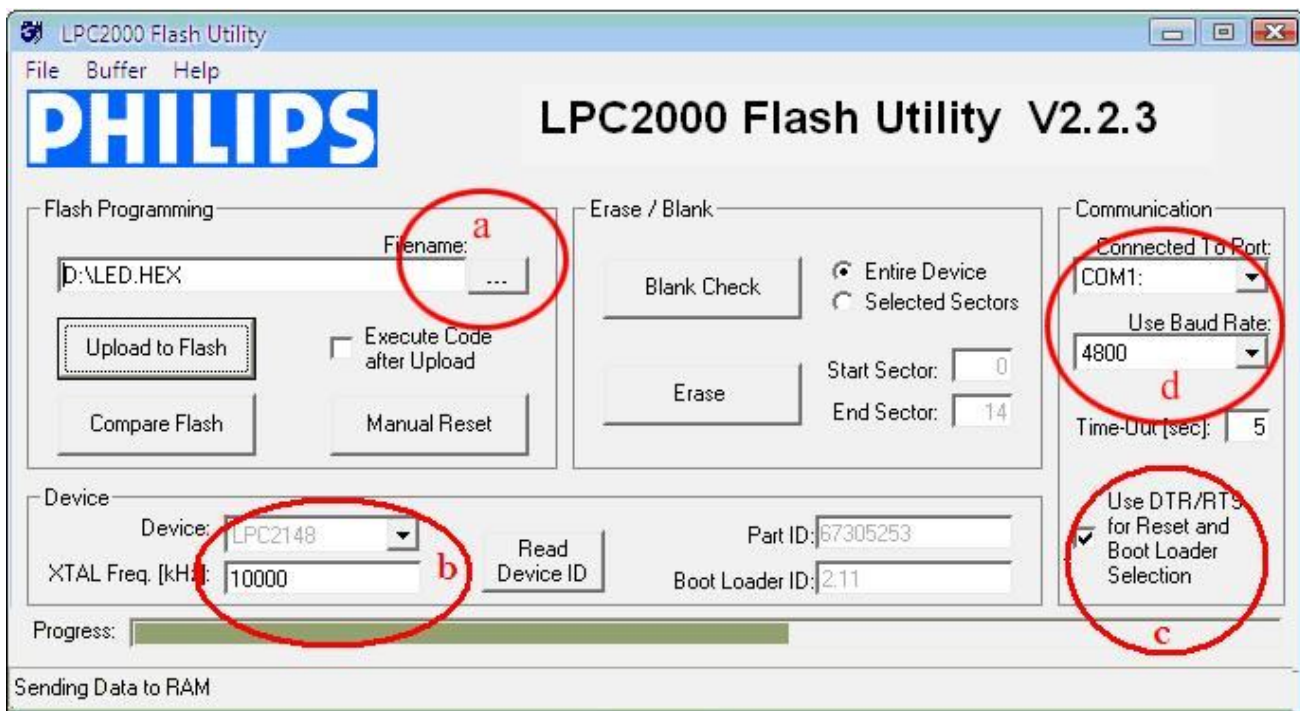 LPC2000 Flash Utility
File Buffer Help
PHILIPS
LPC2000 Flash Utility V2.2.3
Flash Programming
a
Filename:
D:\LED.HEX
...
Upload to Flash
Execute Code
after Upload
Compare Flash
Manual Reset
Erase / Blank
Blank Check
Entire Device
Selected Sectors
Erase
Start Sector: 0
End Sector: 14
Communication
Connected To Port:
COM1:
Use Baud Rate:
4800
d
Time-Out [sec]: 5
Use DTR/RTS
for Reset and
Boot Loader
Selection
c
Device
Device: LPC2148
XTAL Freq. [kHz]: 10000
b
Read
Device ID
Part ID: 67305253
Boot Loader ID: 2.11
Progress:
Sending Data to RAM